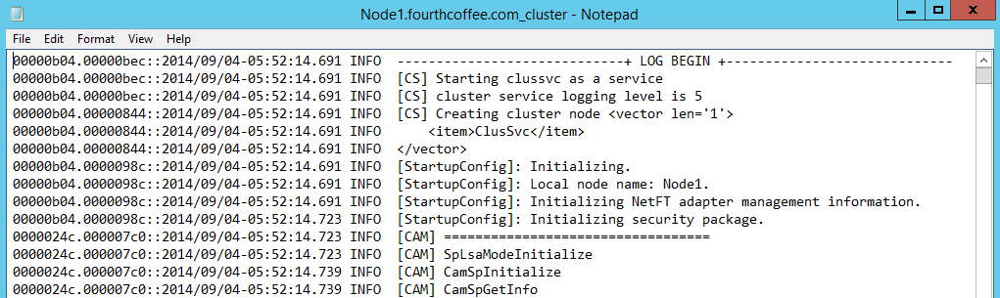 Node1.fourthcoffee.com_cluster - Notepad
File Edit Format View Help
00000b04.00000bec::2014/09/04-05:52:14.691 INFO  -----------------------------+ LOG BEGIN +-----------------------------
00000b04.00000bec::2014/09/04-05:52:14.691 INFO  [CS] Starting clussvc as a service
00000b04.00000bec::2014/09/04-05:52:14.691 INFO  [CS] cluster service logging level is 5
00000b04.00000844::2014/09/04-05:52:14.691 INFO  [CS] Creating cluster node <vector len='1'>
00000b04.00000844::2014/09/04-05:52:14.691 INFO      <item>ClusSvc</item>
00000b04.00000844::2014/09/04-05:52:14.691 INFO  </vector>
00000b04.0000098c::2014/09/04-05:52:14.691 INFO  [StartupConfig]: Initializing.
00000b04.0000098c::2014/09/04-05:52:14.691 INFO  [StartupConfig]: Local node name: Node1.
00000b04.0000098c::2014/09/04-05:52:14.691 INFO  [StartupConfig]: Initializing NetFT adapter management information.
00000b04.0000098c::2014/09/04-05:52:14.723 INFO  [StartupConfig]: Initializing security package.
0000024c.000007c0::2014/09/04-05:52:14.723 INFO  [CAM] ==================================
0000024c.000007c0::2014/09/04-05:52:14.723 INFO  [CAM] SpLsaModeInitialize
0000024c.000007c0::2014/09/04-05:52:14.739 INFO  [CAM] CamSpInitialize
0000024c.000007c0::2014/09/04-05:52:14.739 INFO  [CAM] CamSpGetInfo